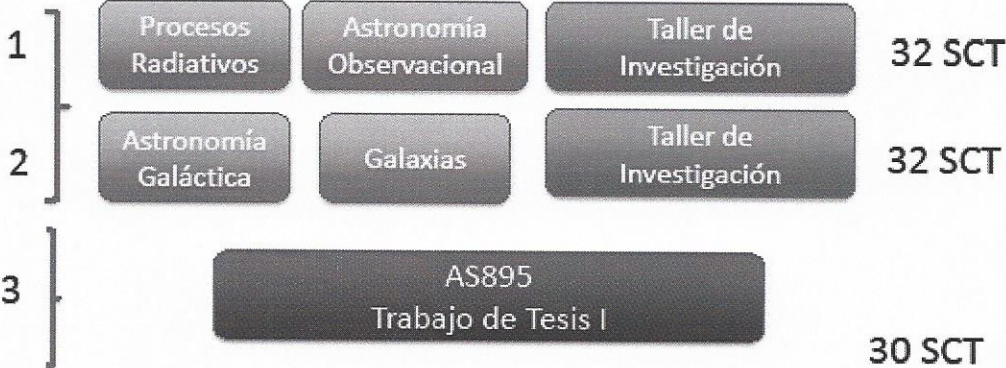 1
Procesos
Radiativos
Astronomía
Observacional
Taller de
Investigación
32 SCT
2
Astronomía
Galáctica
Galaxias
Taller de
Investigación
32 SCT
3
AS895
Trabajo de Tesis I
30 SCT